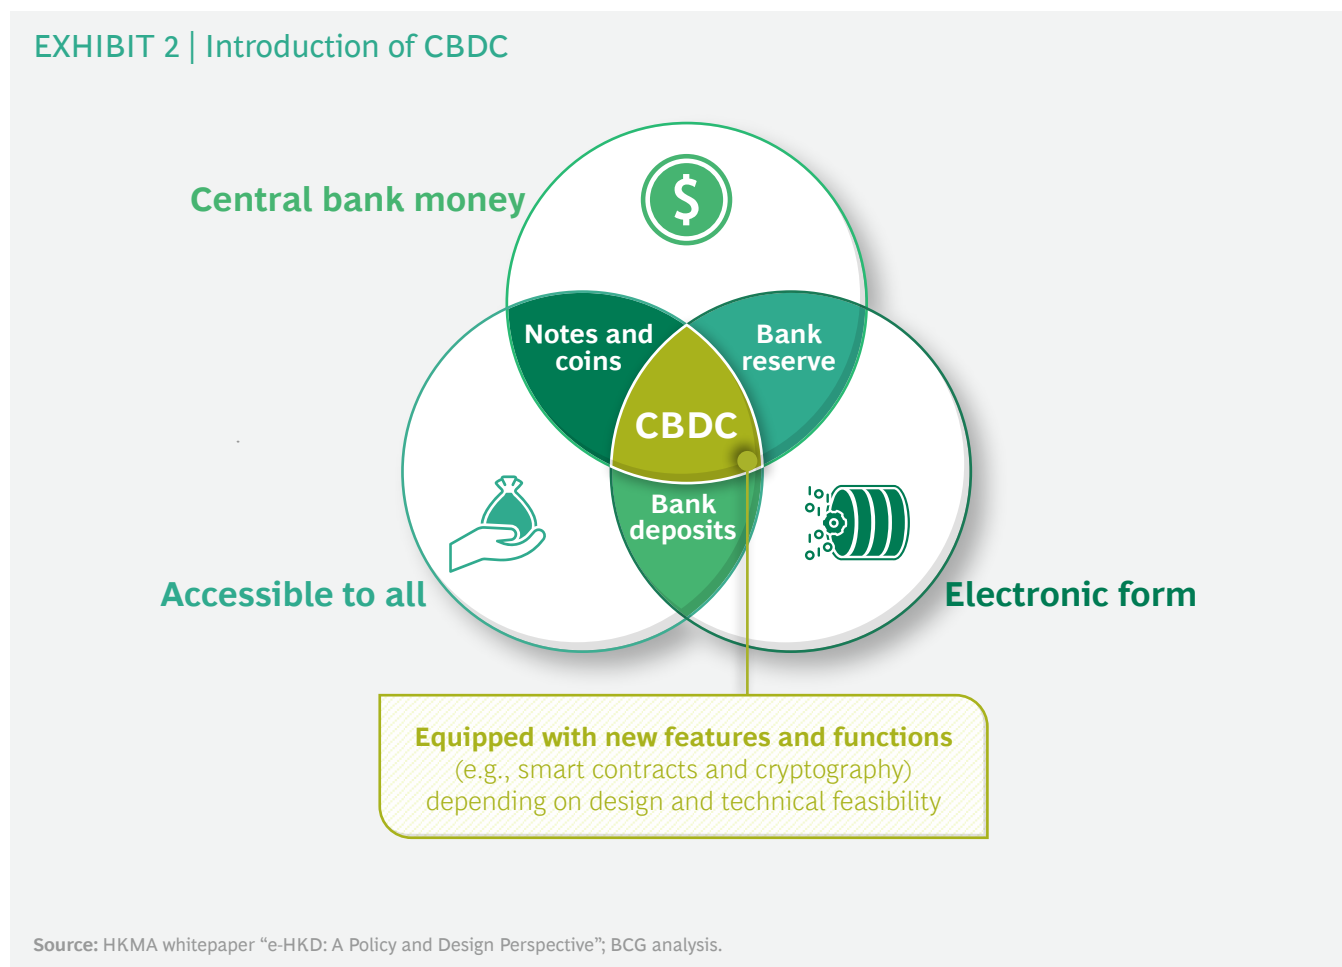 EXHIBIT 2 | Introduction of CBDC
Central bank money
$
Notes and
coins
Bank
reserve
CBDC
Bank
deposits
Accessible to all
Electronic form
Equipped with new features and functions
(e.g., smart contracts and cryptography)
depending on design and technical feasibility
Source: HKMA whitepaper “e-HKD: A Policy and Design Perspective”; BCG analysis.